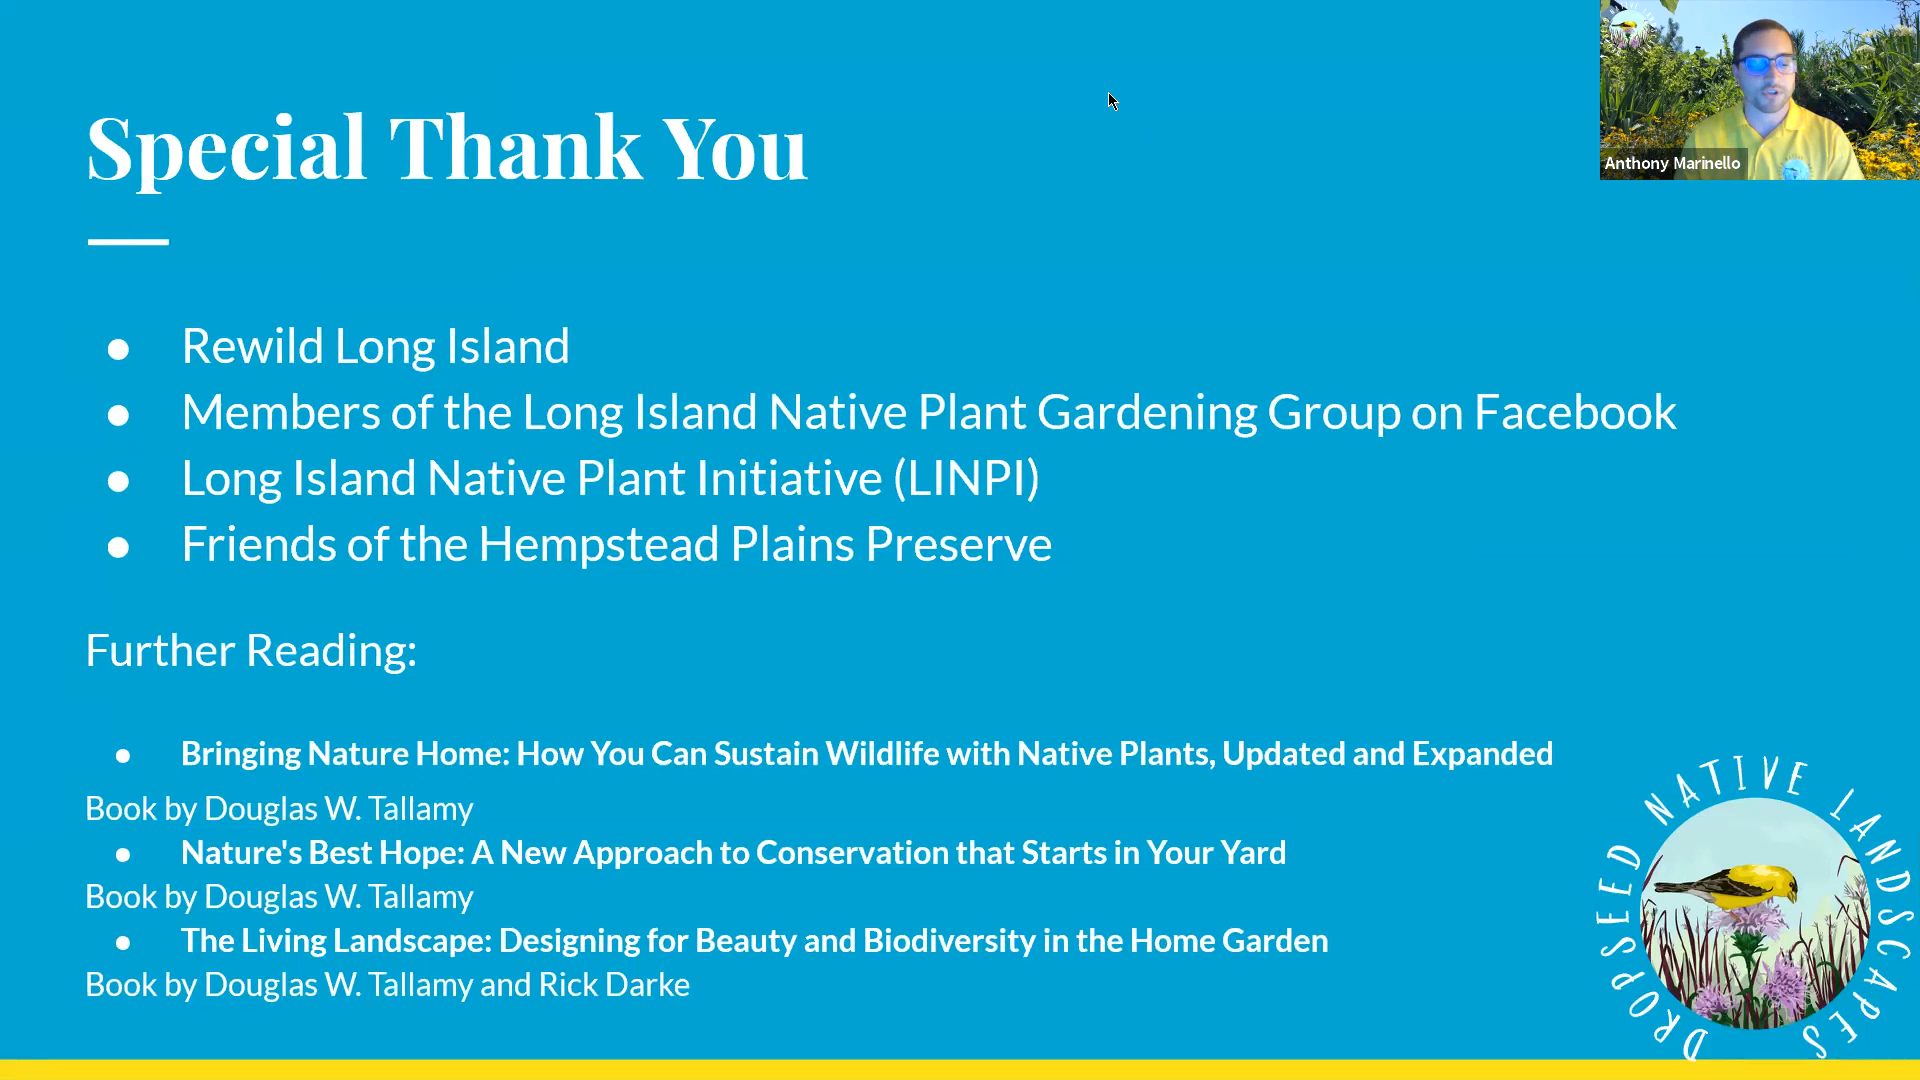 Special Thank You
Anthony Marinello
● Rewild Long Island
● Members of the Long Island Native Plant Gardening Group on Facebook
● Long Island Native Plant Initiative (LINPI)
● Friends of the Hempstead Plains Preserve
Further Reading:
● Bringing Nature Home: How You Can Sustain Wildlife with Native Plants, Updated and Expanded
Book by Douglas W. Tallamy
● Nature's Best Hope: A New Approach to Conservation that Starts in Your Yard
Book by Douglas W. Tallamy
● The Living Landscape: Designing for Beauty and Biodiversity in the Home Garden
Book by Douglas W. Tallamy and Rick Darke
DROPSEED NATIVE LANDSCAPES